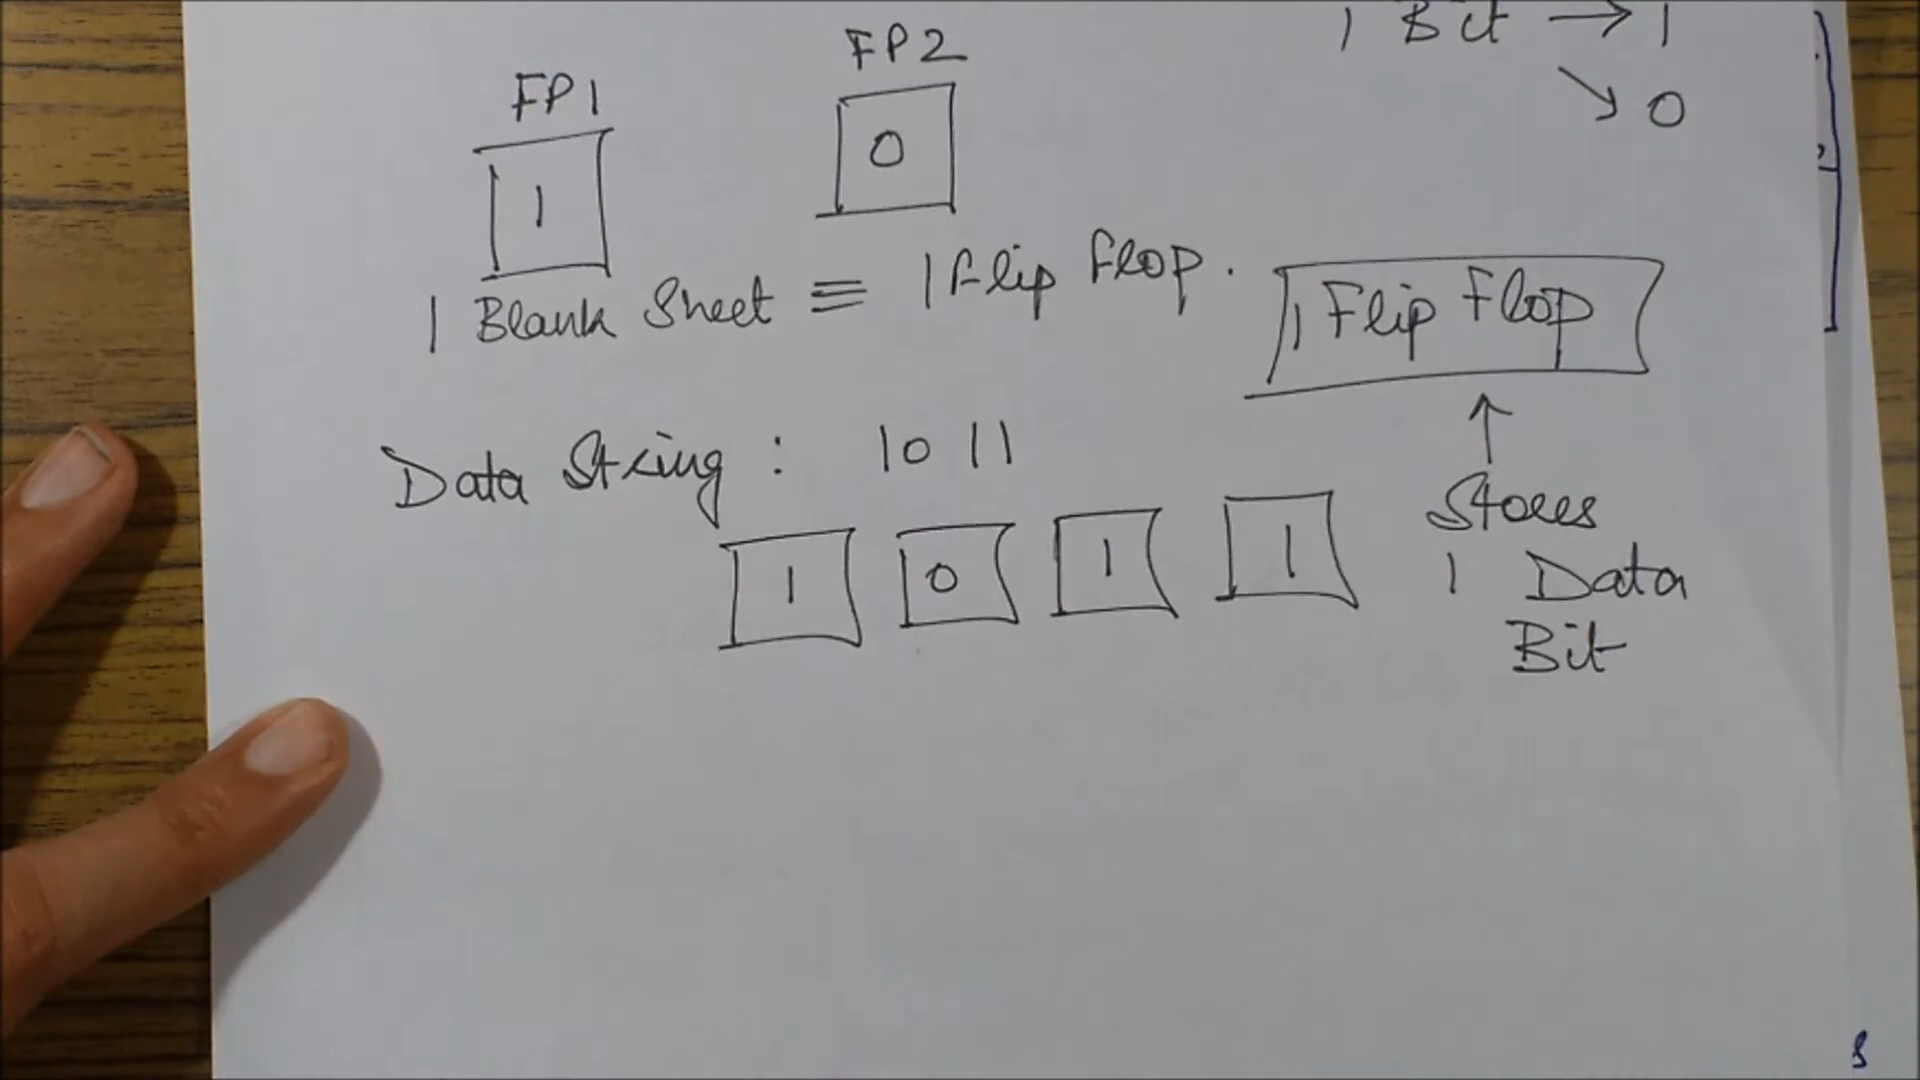 1 Bit → 1
↘ 0
FP1
FP2
1
0
1 Blank Sheet ≡ 1 Flip Flop.
1 Flip Flop
↑
Stores
1 Data
Bit
Data String : 1011
1 0 1 1